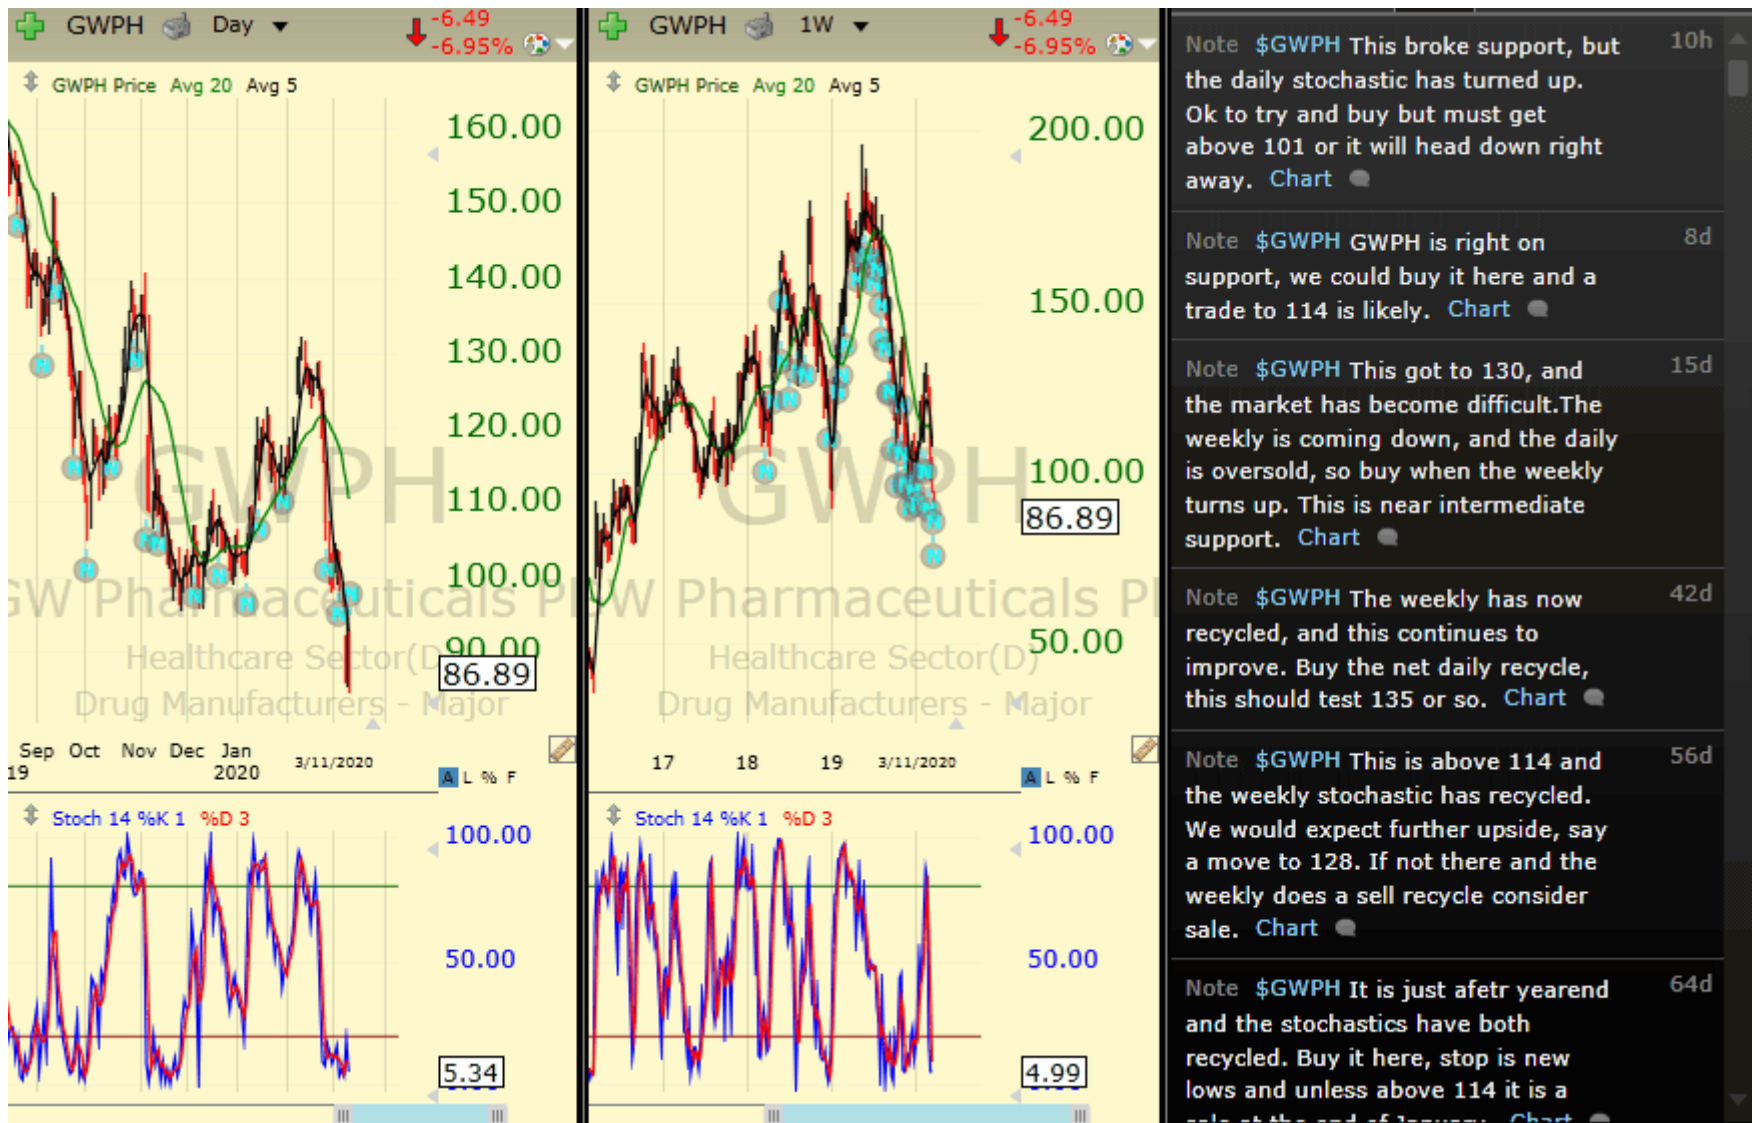 GWPH Day
-6.49
-6.95%
GWPH Price Avg 20 Avg 5
160.00
150.00
140.00
130.00
120.00
110.00
100.00
90.00
86.89
GWPH
GW Pharmaceuticals Pl
Healthcare Sector(D
Drug Manufacturers - Major
Sep Oct Nov Dec Jan
19 2020 3/11/2020
A L % F
Stoch 14 %K 1 %D 3
100.00
50.00
5.34
GWPH 1W
-6.49
-6.95%
GWPH Price Avg 20 Avg 5
200.00
150.00
100.00
86.89
50.00
GWPH
W Pharmaceuticals Pl
Healthcare Sector(D)
Drug Manufacturers - Major
17 18 19 3/11/2020
A L % F
Stoch 14 %K 1 %D 3
100.00
50.00
4.99
Note $GWPH This broke support, but 10h
the daily stochastic has turned up.
Ok to try and buy but must get
above 101 or it will head down right
away. Chart
Note $GWPH GWPH is right on 8d
support, we could buy it here and a
trade to 114 is likely. Chart
Note $GWPH This got to 130, and 15d
the market has become difficult.The
weekly is coming down, and the daily
is oversold, so buy when the weekly
turns up. This is near intermediate
support. Chart
Note $GWPH The weekly has now 42d
recycled, and this continues to
improve. Buy the net daily recycle,
this should test 135 or so. Chart
Note $GWPH This is above 114 and 56d
the weekly stochastic has recycled.
We would expect further upside, say
a move to 128. If not there and the
weekly does a sell recycle consider
sale. Chart
Note $GWPH It is just afetr yearend 64d
and the stochastics have both
recycled. Buy it here, stop is new
lows and unless above 114 it is a
sale at the end of January. Chart